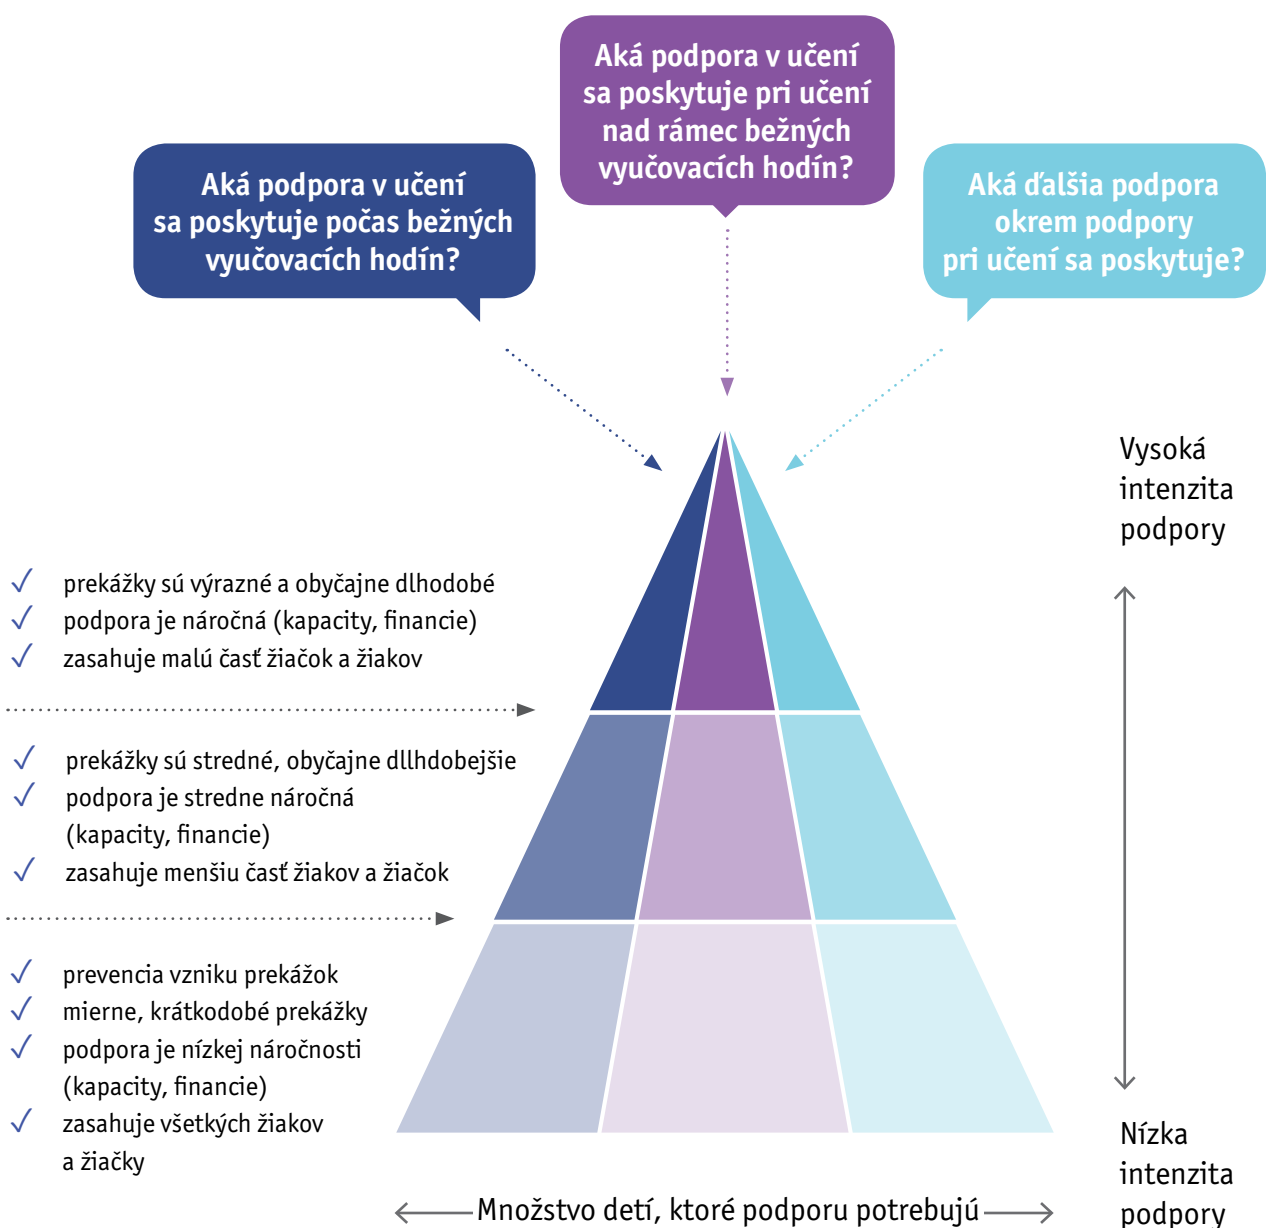 Aká podpora v učení
sa poskytuje pri učení
nad rámec bežných
vyučovacích hodín?
Aká podpora v učení
sa poskytuje počas bežných
vyučovacích hodín?
Aká ďalšia podpora
okrem podpory
pri učení sa poskytuje?
Vysoká
intenzita
podpory
✓ prekážky sú výrazné a obyčajne dlhodobé
✓ podpora je náročná (kapacity, financie)
✓ zasahuje malú časť žiačok a žiakov
✓ prekážky sú stredné, obyčajne dllhdobejšie
✓ podpora je stredne náročná
(kapacity, financie)
✓ zasahuje menšiu časť žiakov a žiačok
✓ prevencia vzniku prekážok
✓ mierne, krátkodobé prekážky
✓ podpora je nízkej náročnosti
(kapacity, financie)
✓ zasahuje všetkých žiakov
a žiačky
Nízka
intenzita
podpory
Množstvo detí, ktoré podporu potrebujú